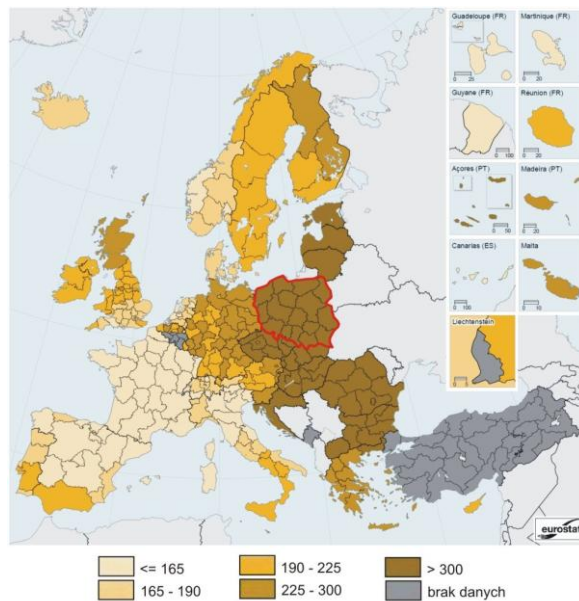 Guadeloupe (FR)
Martinique (FR)
Guyane (FR)
Réunion (FR)
Açores (PT)
Madeira (PT)
Canarias (ES)
Malta
Liechtenstein
eurostat
<= 165
190 - 225
> 300
165 - 190
225 - 300
brak danych